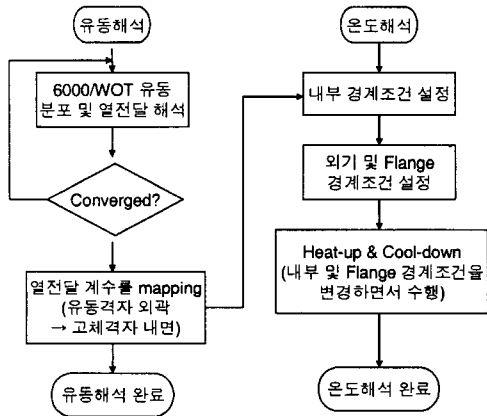 유동해석
6000/WOT 유동
분포 및 열전달 해석
Converged?
열전달 계수를 mapping
(유동격자 외곽
→ 고체격자 내면)
유동해석 완료
온도해석
내부 경계조건 설정
외기 및 Flange
경계조건 설정
Heat-up & Cool-down
(내부 및 Flange 경계조건을
변경하면서 수행)
온도해석 완료